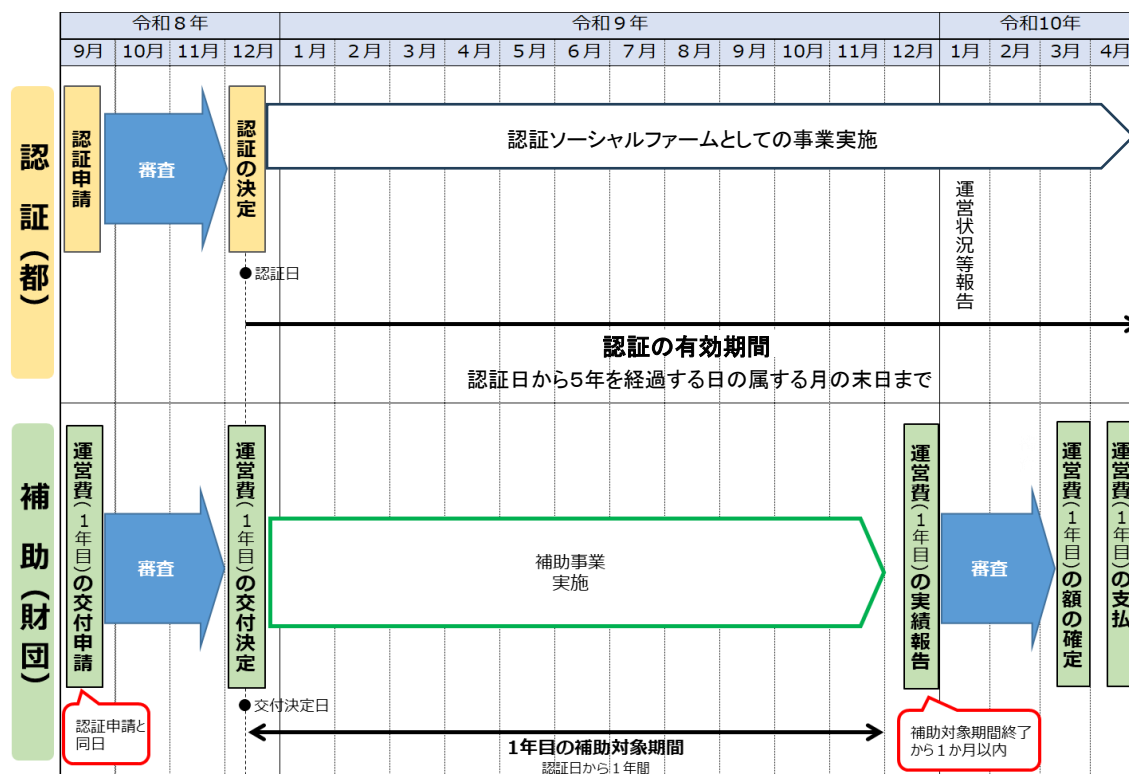 令和８年
令和９年
令和10年
9月 10月 11月 12月 1月 2月 3月 4月 5月 6月 7月 8月 9月 10月 11月 12月 1月 2月 3月 4月
認証（都）
認証申請
審査
認証の決定
認証ソーシャルファームとしての事業実施
運営状況等報告
●認証日
認証の有効期間
認証日から5年を経過する日の属する月の末日まで
補助（財団）
運営費（１年目）の交付申請
審査
運営費（１年目）の交付決定
補助事業
実施
運営費（１年目）の実績報告
審査
運営費（１年目）の額の確定
運営費（１年目）の支払
●交付決定日
認証申請と
同日
1年目の補助対象期間
認証日から１年間
補助対象期間終了
から１か月以内